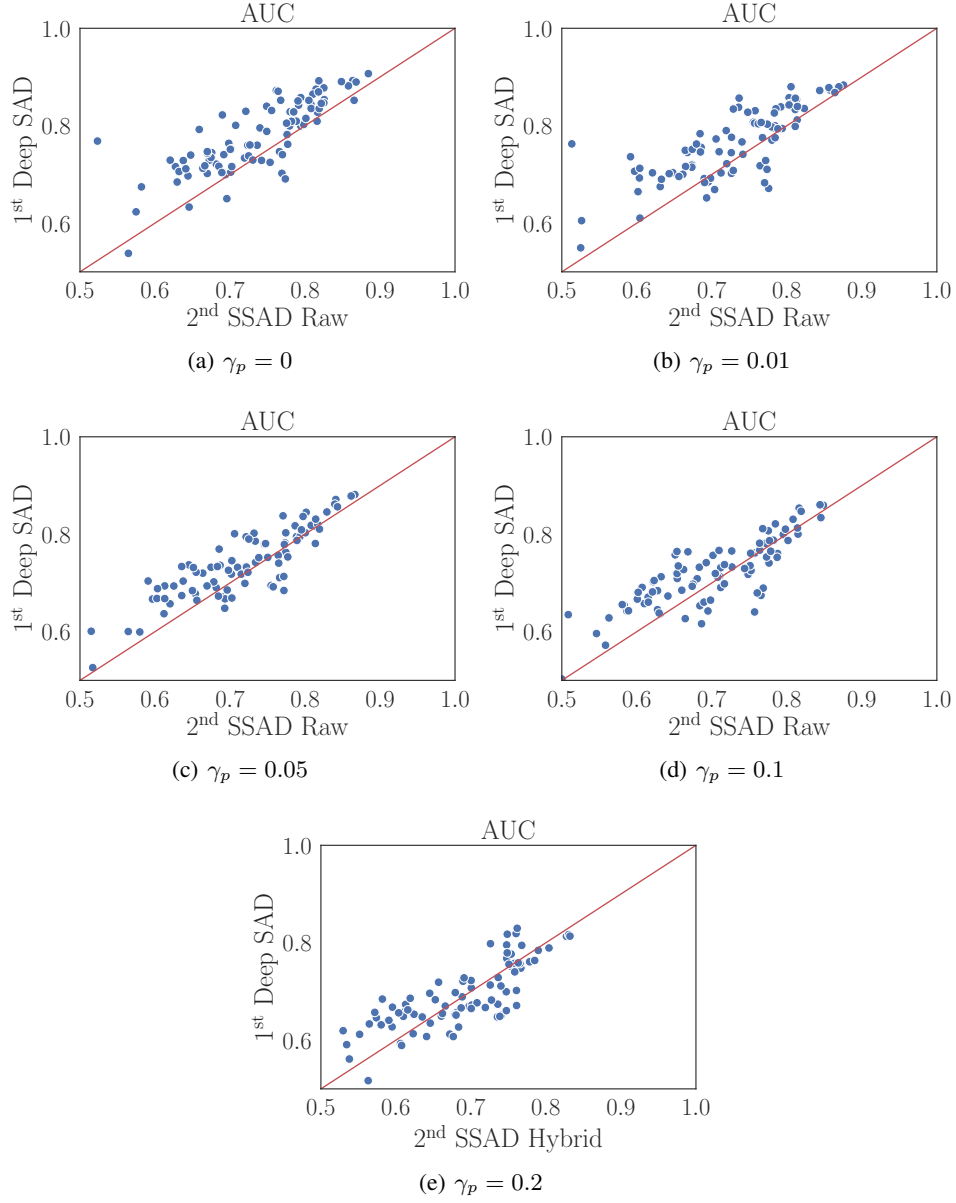 AUC
AUC
1.0
1.0
0.8
0.8
0.6
0.6
1st Deep SAD
1st Deep SAD
0.5 0.6 0.7 0.8 0.9 1.0
0.5 0.6 0.7 0.8 0.9 1.0
2nd SSAD Raw
2nd SSAD Raw
(a) γp = 0
(b) γp = 0.01
AUC
AUC
1.0
1.0
0.8
0.8
0.6
0.6
1st Deep SAD
1st Deep SAD
0.5 0.6 0.7 0.8 0.9 1.0
0.5 0.6 0.7 0.8 0.9 1.0
2nd SSAD Raw
2nd SSAD Raw
(c) γp = 0.05
(d) γp = 0.1
AUC
1.0
0.8
0.6
1st Deep SAD
0.5 0.6 0.7 0.8 0.9 1.0
2nd SSAD Hybrid
(e) γp = 0.2